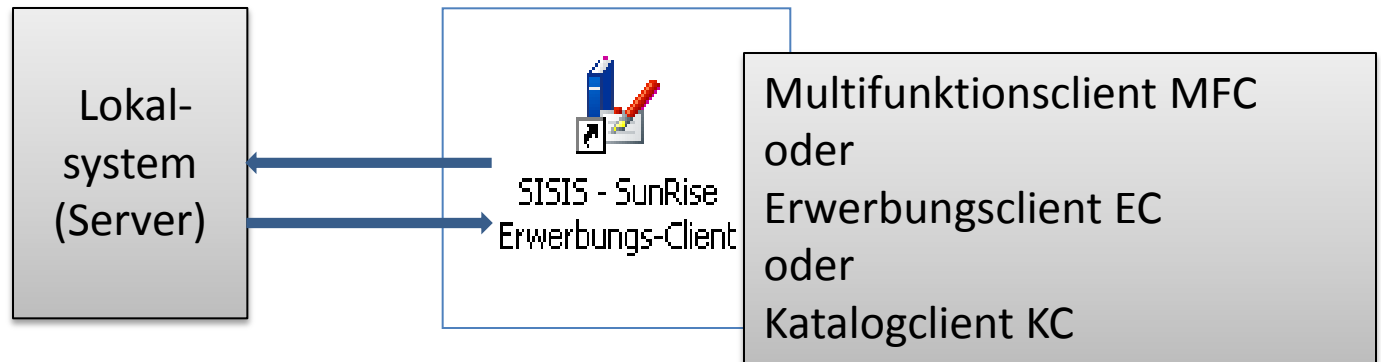 Lokal-
system
(Server)
SISIS - SunRise
Erwerbungs-Client
Multifunktionsclient MFC
oder
Erwerbungsclient EC
oder
Katalogclient KC